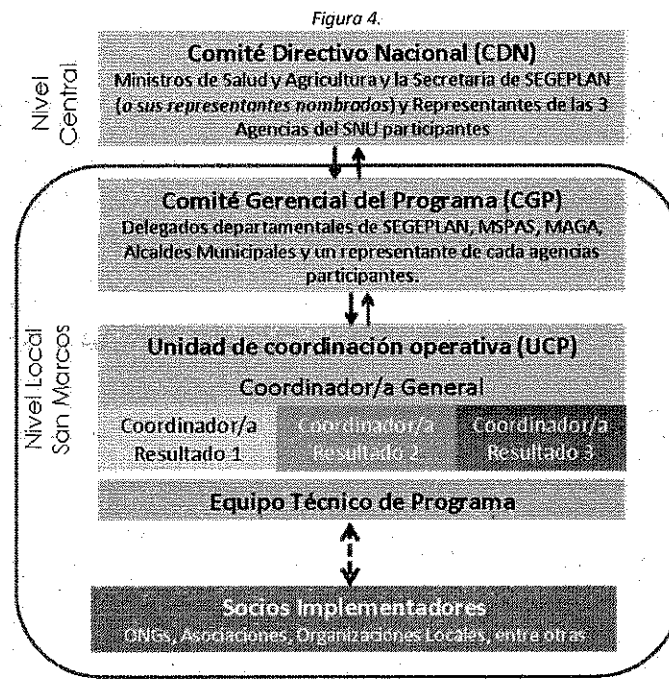 Figura 4.
Nivel
Central
Comité Directivo Nacional (CDN)
Ministros de Salud y Agricultura y la Secretaria de SEGEPLAN
(o sus representantes nombrados) y Representantes de las 3
Agencias del SNU participantes
Nivel Local
San Marcos
Comité Gerencial del Programa (CGP)
Delegados departamentales de SEGEPLAN, MSPAS, MAGA,
Alcaldes Municipales y un representante de cada agencias
participantes.
Unidad de coordinación operativa (UCP)
Coordinador/a General
Coordinador/a
Resultado 1
Coordinador/a
Resultado 2
Coordinador/a
Resultado 3
Equipo Técnico de Programa
Socios Implementadores
ONGs, Asociaciones, Organizaciones Locales, entre otras